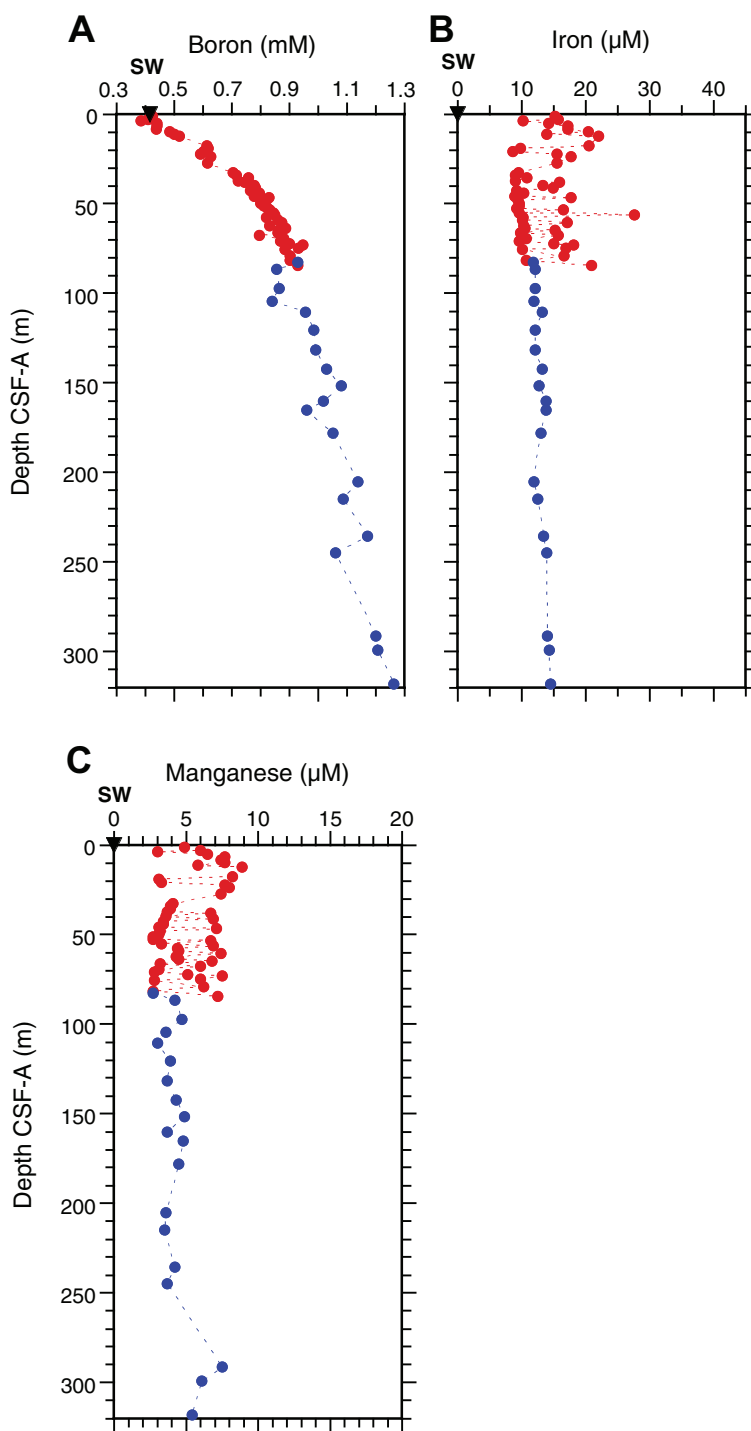 A
Boron (mM)
SW
0.3 0.5 0.7 0.9 1.1 1.3
0
50
100
150
200
250
300
Depth CSF-A (m)
B
Iron (µM)
SW
0 10 20 30 40
C
Manganese (µM)
SW
0 5 10 15 20
0
50
100
150
200
250
300
Depth CSF-A (m)